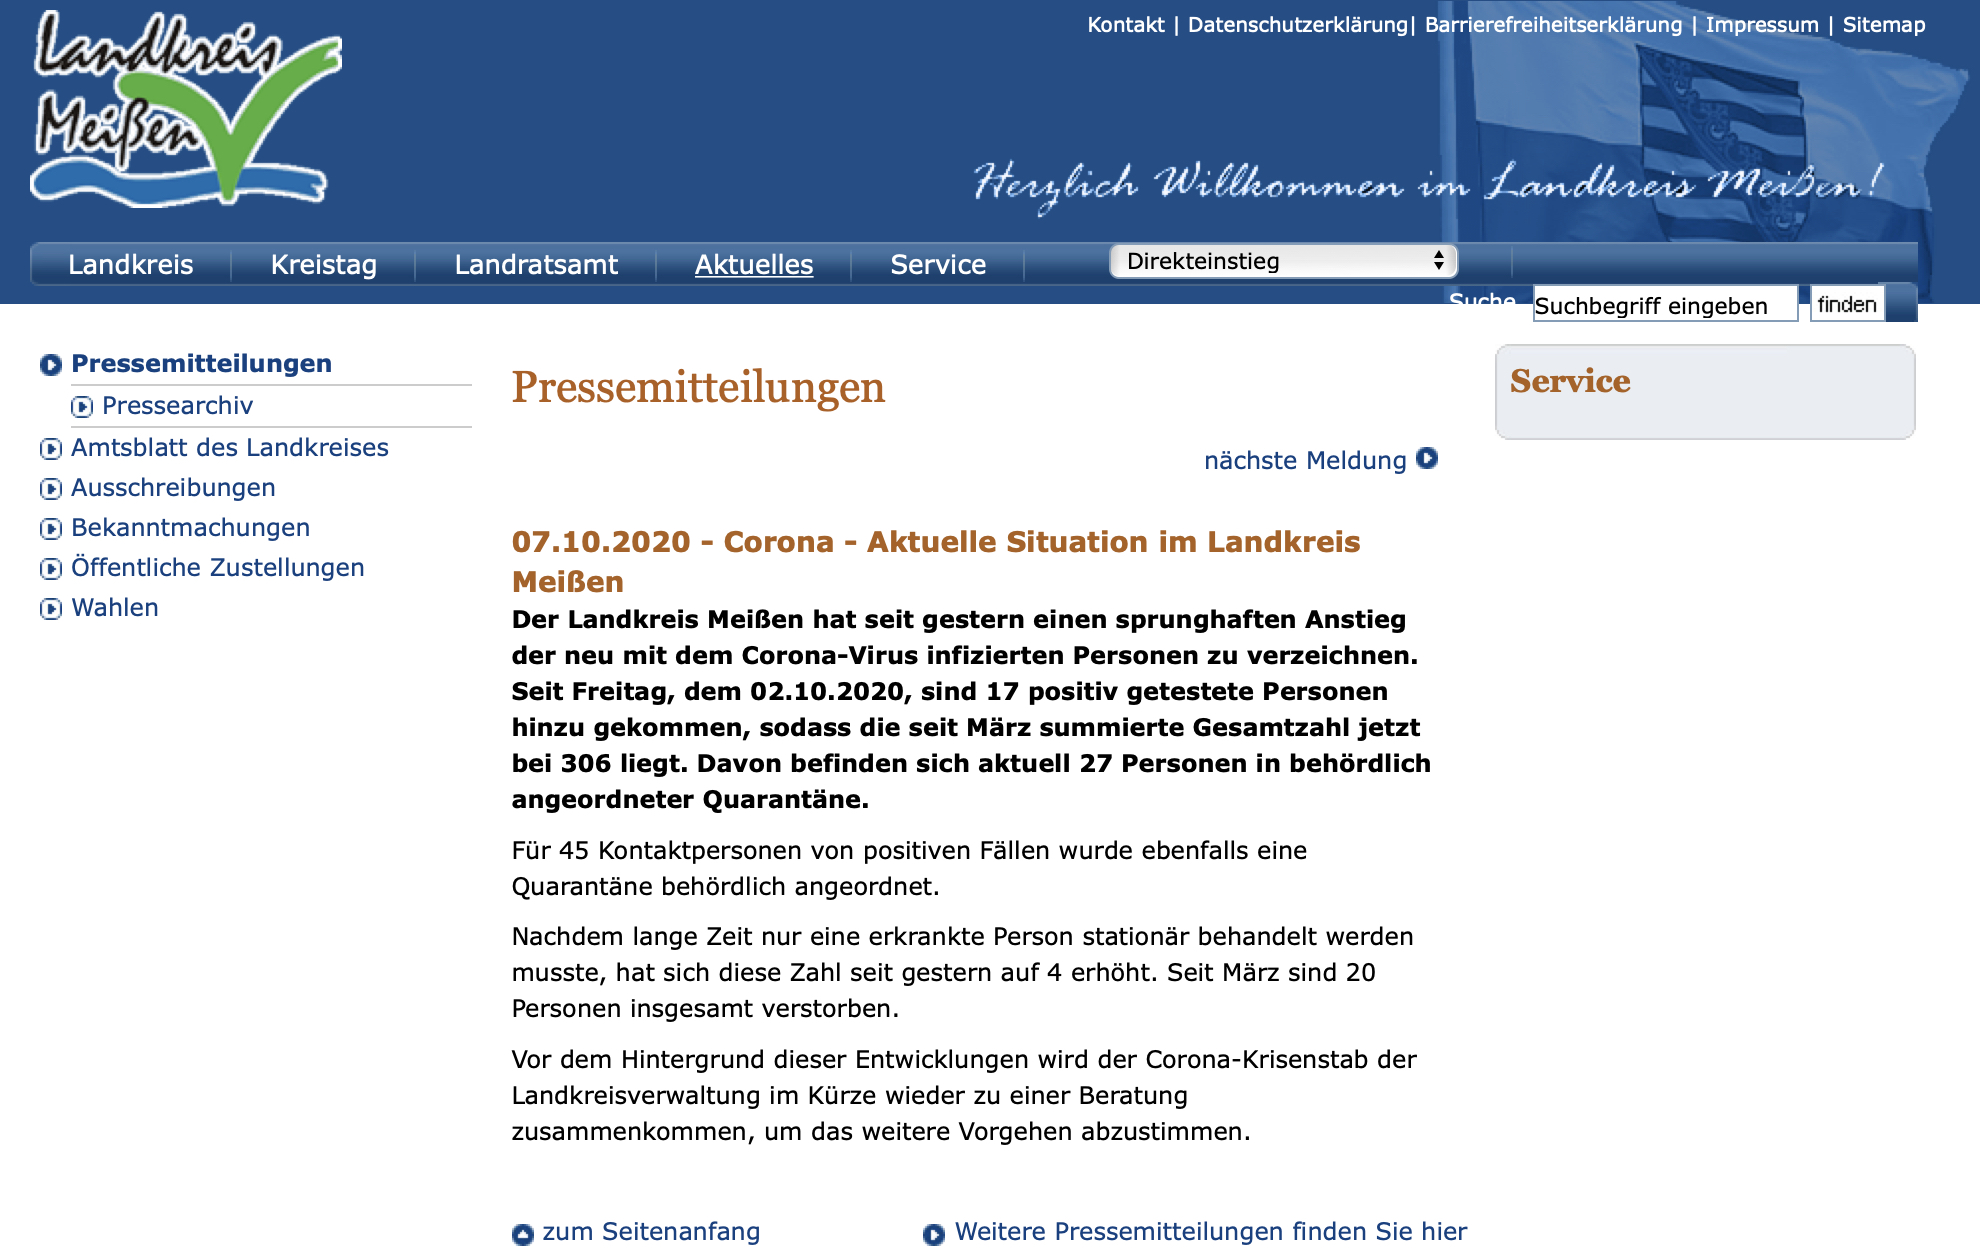 Landkreis
Meißen
Kontakt | Datenschutzerklärung| Barrierefreiheitserklärung | Impressum | Sitemap
Herzlich Willkommen im Landkreis Meißen!
Landkreis Kreistag Landratsamt Aktuelles Service Direkteinstieg
Suche Suchbegriff eingeben finden
Pressemitteilungen
Pressearchiv
Amtsblatt des Landkreises
Ausschreibungen
Bekanntmachungen
Öffentliche Zustellungen
Wahlen
Pressemitteilungen
nächste Meldung
07.10.2020 - Corona - Aktuelle Situation im Landkreis
Meißen
Der Landkreis Meißen hat seit gestern einen sprunghaften Anstieg
der neu mit dem Corona-Virus infizierten Personen zu verzeichnen.
Seit Freitag, dem 02.10.2020, sind 17 positiv getestete Personen
hinzu gekommen, sodass die seit März summierte Gesamtzahl jetzt
bei 306 liegt. Davon befinden sich aktuell 27 Personen in behördlich
angeordneter Quarantäne.
Für 45 Kontaktpersonen von positiven Fällen wurde ebenfalls eine
Quarantäne behördlich angeordnet.
Nachdem lange Zeit nur eine erkrankte Person stationär behandelt werden
musste, hat sich diese Zahl seit gestern auf 4 erhöht. Seit März sind 20
Personen insgesamt verstorben.
Vor dem Hintergrund dieser Entwicklungen wird der Corona-Krisenstab der
Landkreisverwaltung im Kürze wieder zu einer Beratung
zusammenkommen, um das weitere Vorgehen abzustimmen.
zum Seitenanfang Weitere Pressemitteilungen finden Sie hier
Service